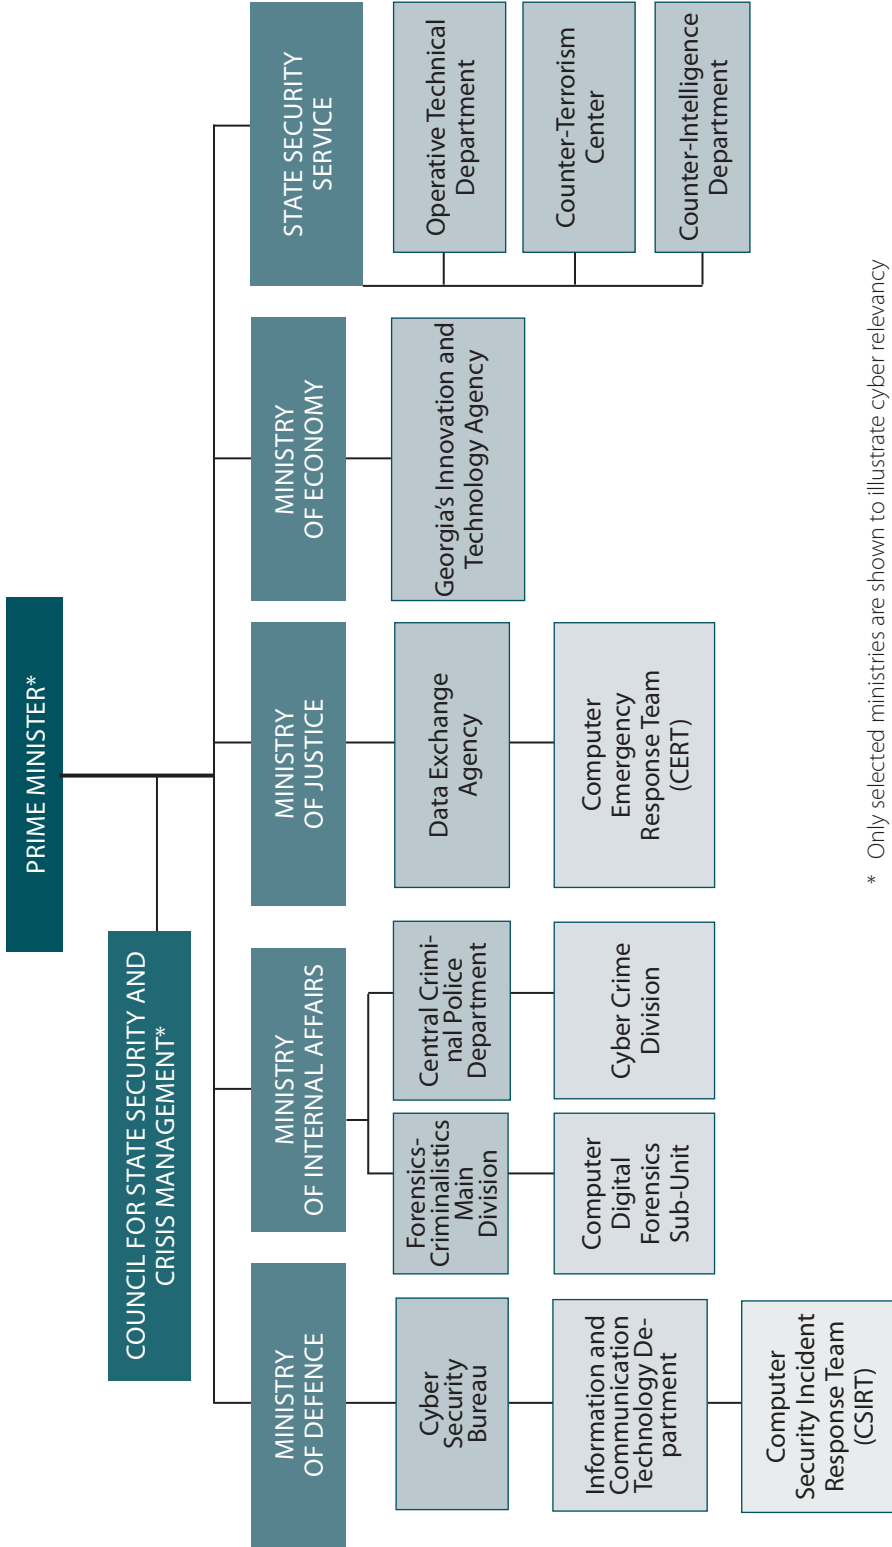 PRIME MINISTER*
COUNCIL FOR STATE SECURITY AND
CRISIS MANAGEMENT*
MINISTRY
OF DEFENCE
Cyber
Security
Bureau
Information and
Communication
Technology De-
partment
Computer
Security Incident
Response Team
(CSIRT)
MINISTRY
OF INTERNAL AFFAIRS
Forensics-
Criminalistics
Main
Division
Computer
Digital
Forensics
Sub-Unit
Central Crimi-
nal Police
Department
Cyber Crime
Division
MINISTRY
OF JUSTICE
Data Exchange
Agency
Computer
Emergency
Response Team
(CERT)
MINISTRY
OF ECONOMY
Georgia's Innovation and
Technology Agency
STATE SECURITY
SERVICE
Operative Technical
Department
Counter-Terrorism
Center
Counter-Intelligence
Department
* Only selected ministries are shown to illustrate cyber relevancy